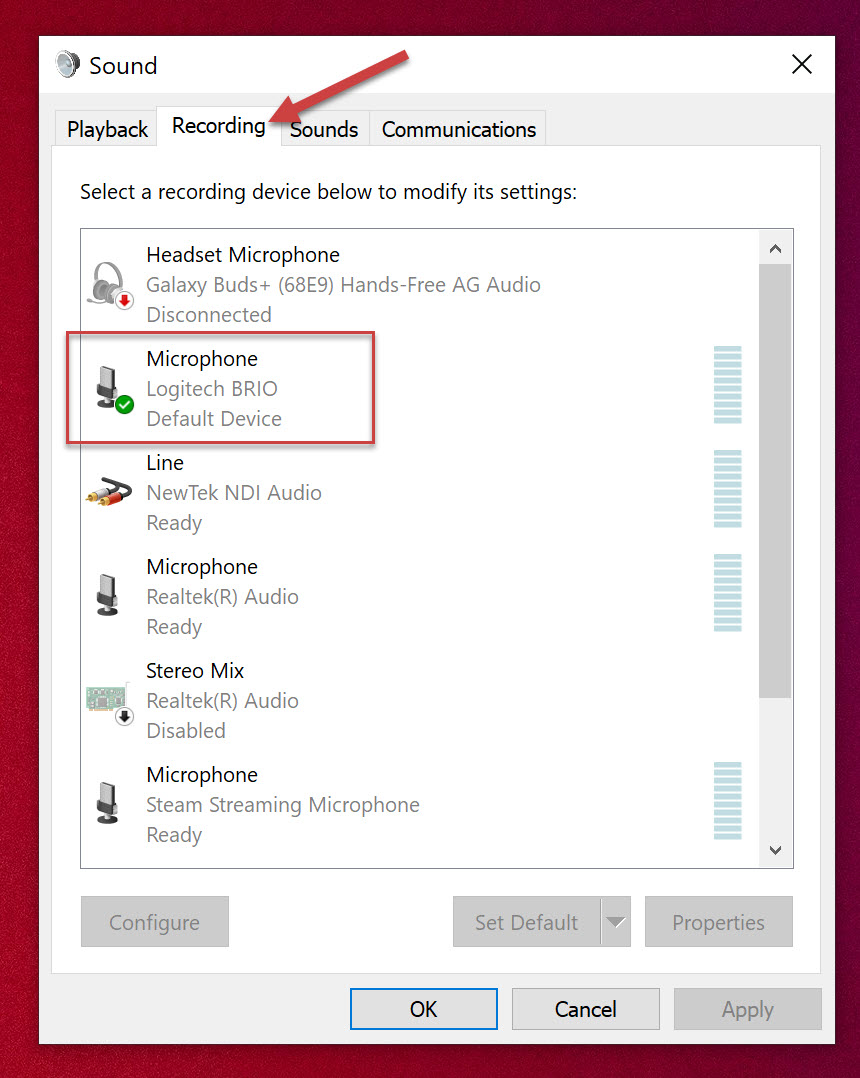 Sound
Playback Recording Sounds Communications
Select a recording device below to modify its settings:
Headset Microphone
Galaxy Buds+ (68E9) Hands-Free AG Audio
Disconnected
Microphone
Logitech BRIO
Default Device
Line
NewTek NDI Audio
Ready
Microphone
Realtek(R) Audio
Ready
Stereo Mix
Realtek(R) Audio
Disabled
Microphone
Steam Streaming Microphone
Ready
Configure Set Default Properties
OK Cancel Apply